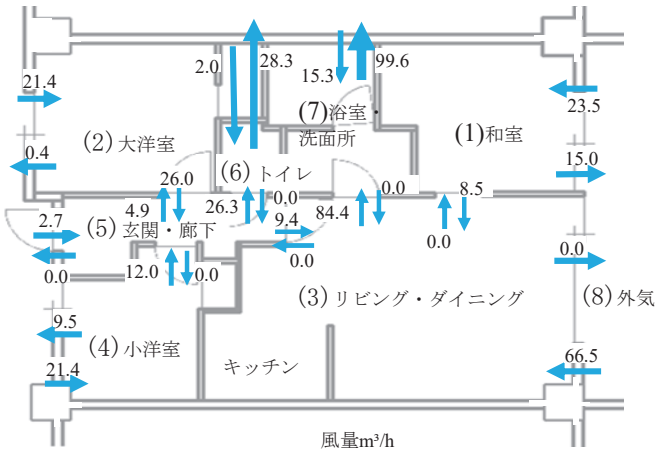 2.0
28.3
15.3
99.6
21.4
23.5
(7)浴室・
洗面所
(2)大洋室
(1)和室
0.4
15.0
(6)トイレ
26.0
0.0
0.0
8.5
4.9
26.3
84.4
2.7
(5)玄関・廊下
9.4
0.0
0.0
0.0
0.0
12.0
0.0
(3)リビング・ダイニング
(8)外気
9.5
(4)小洋室
21.4
キッチン
66.5
風量m³/h